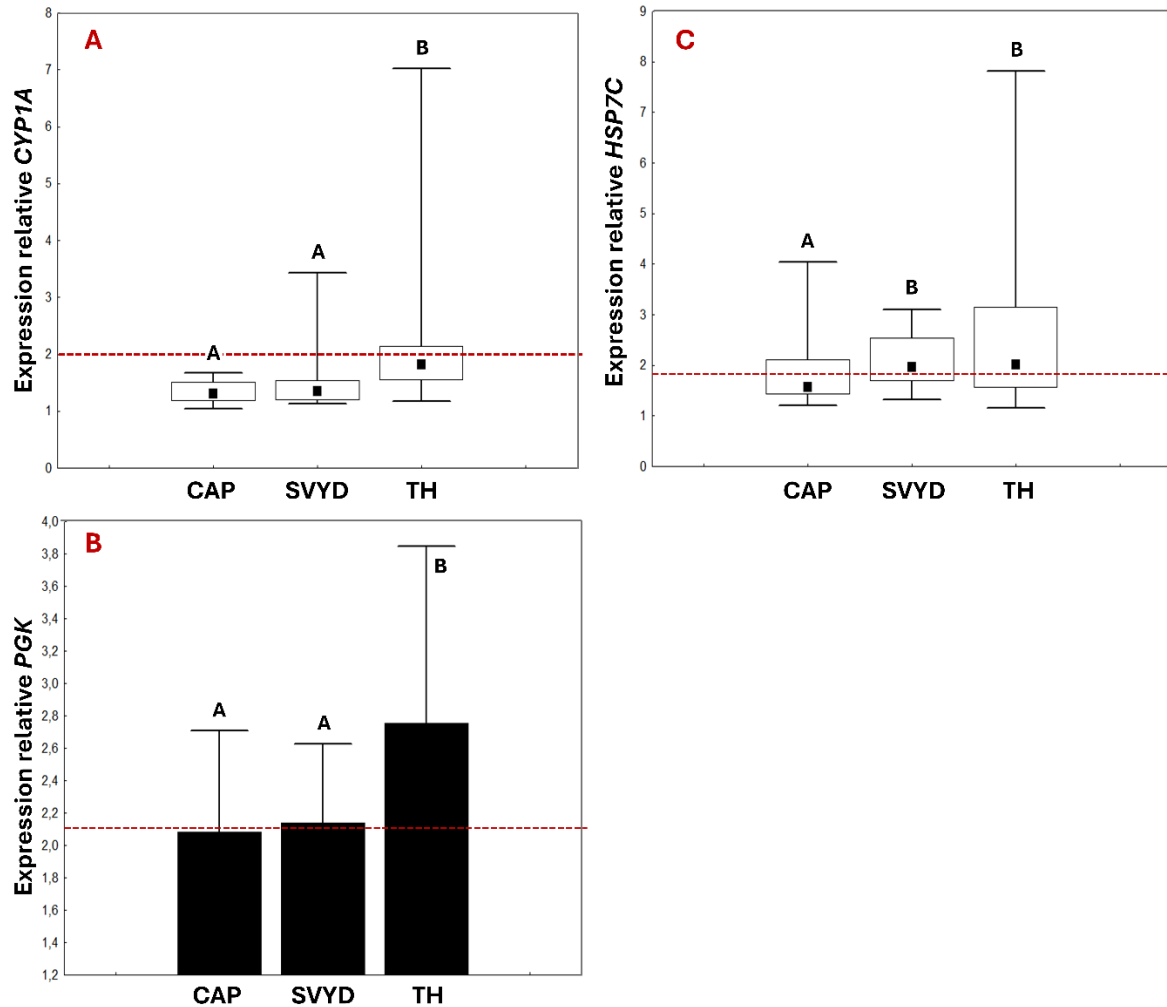 A
Expression relative CYP1A
8
7
6
5
4
3
2
1
0
A
A
B
CAP SVYD TH
C
Expression relative HSP7C
9
8
7
6
5
4
3
2
1
0
A
B
B
CAP SVYD TH
B
Expression relative PGK
4,0
3,8
3,6
3,4
3,2
3,0
2,8
2,6
2,4
2,2
2,0
1,8
1,6
1,4
1,2
A
A
B
CAP SVYD TH